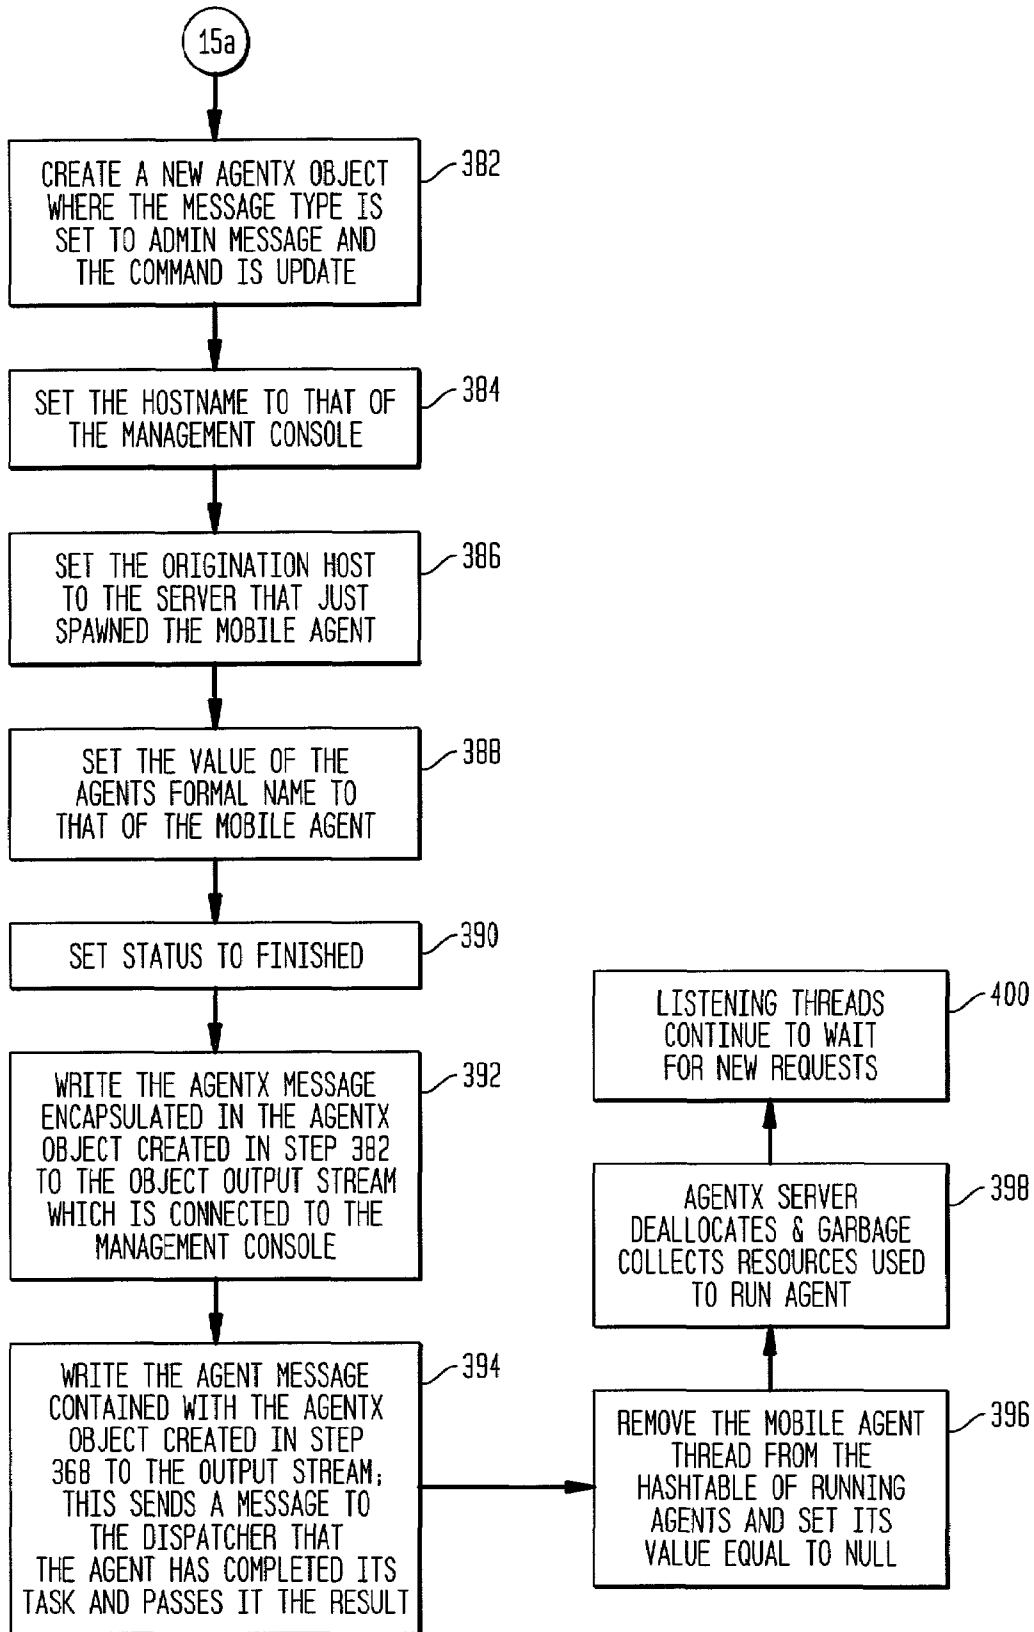 15a
CREATE A NEW AGENTX OBJECT
WHERE THE MESSAGE TYPE IS
SET TO ADMIN MESSAGE AND
THE COMMAND IS UPDATE
382
SET THE HOSTNAME TO THAT OF
THE MANAGEMENT CONSOLE
384
SET THE ORIGINATION HOST
TO THE SERVER THAT JUST
SPAWNED THE MOBILE AGENT
386
SET THE VALUE OF THE
AGENTS FORMAL NAME TO
THAT OF THE MOBILE AGENT
388
SET STATUS TO FINISHED
390
WRITE THE AGENTX MESSAGE
ENCAPSULATED IN THE AGENTX
OBJECT CREATED IN STEP 382
TO THE OBJECT OUTPUT STREAM
WHICH IS CONNECTED TO THE
MANAGEMENT CONSOLE
392
WRITE THE AGENT MESSAGE
CONTAINED WITH THE AGENTX
OBJECT CREATED IN STEP
368 TO THE OUTPUT STREAM;
THIS SENDS A MESSAGE TO
THE DISPATCHER THAT
THE AGENT HAS COMPLETED ITS
TASK AND PASSES IT THE RESULT
394
REMOVE THE MOBILE AGENT
THREAD FROM THE
HASHTABLE OF RUNNING
AGENTS AND SET ITS
VALUE EQUAL TO NULL
396
AGENTX SERVER
DEALLOCATES & GARBAGE
COLLECTS RESOURCES USED
TO RUN AGENT
398
LISTENING THREADS
CONTINUE TO WAIT
FOR NEW REQUESTS
400